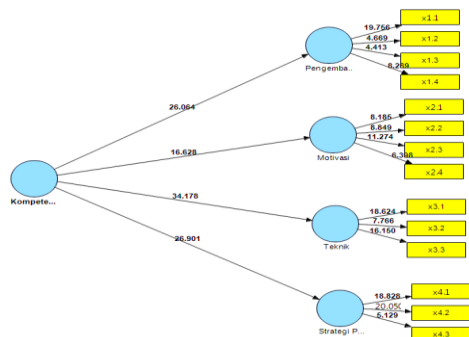 x1.1
19.756
x1.2
4.669
4.413
x1.3
8.289
x1.4
Pengemba..
26.064
x2.1
8.185
8.849
x2.2
11.274
x2.3
6.398
x2.4
Motivasi
16.628
Kompete...
34.178
x3.1
18.624
7.766
x3.2
16.150
x3.3
Teknik
26.901
x4.1
18.828
20.050
x4.2
5.129
x4.3
Strategi P...